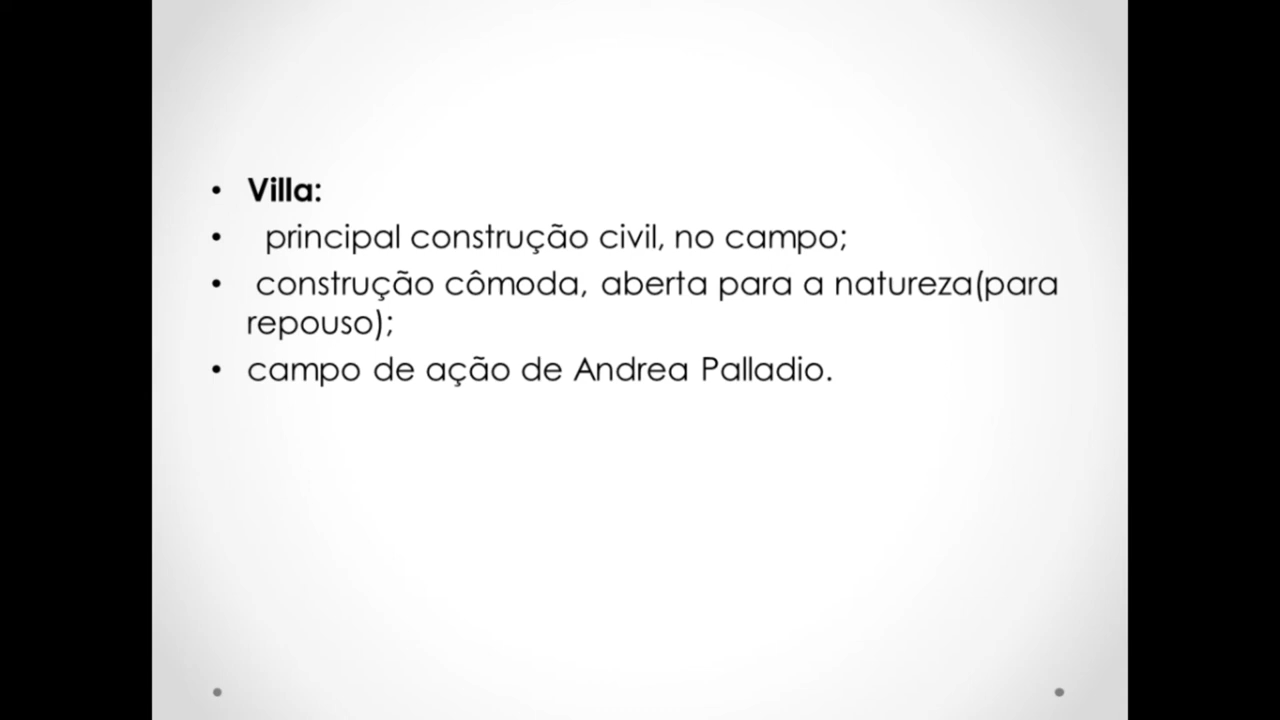 • Villa:
• principal construção civil, no campo;
• construção cômoda, aberta para a natureza(para
repouso);
• campo de ação de Andrea Palladio.